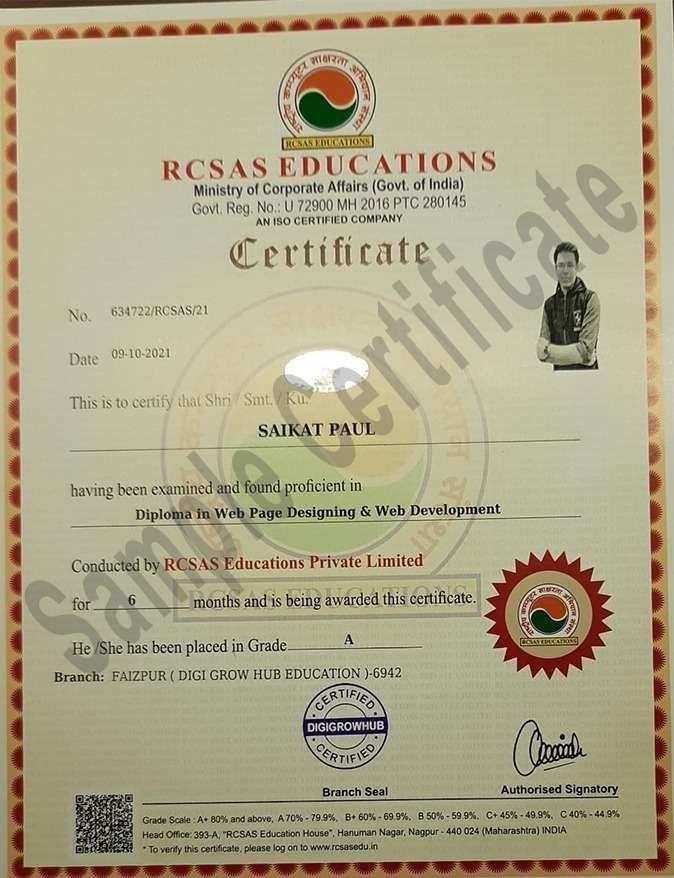 राष्ट्रीय कम्प्यूटर साक्षरता अभियान संस्था
RCSAS EDUCATIONS
RCSAS EDUCATIONS
Ministry of Corporate Affairs (Govt. of India)
Govt. Reg. No.: U 72900 MH 2016 PTC 280145
AN ISO CERTIFIED COMPANY
Certificate
No. 634722/RCSAS/21
Date 09-10-2021
This is to certify that Shri / Smt. / Ku.
SAIKAT PAUL
having been examined and found proficient in
Diploma in Web Page Designing & Web Development
Conducted by RCSAS Educations Private Limited
RCSAS EDUCATIONS
for 6 months and is being awarded this certificate.
He /She has been placed in Grade A
Branch: FAIZPUR ( DIGI GROW HUB EDUCATION )-6942
Sample Certificate
RCSAS EDUCATIONS
CERTIFIED
DIGIGROWHUB
CERTIFIED
Branch Seal
Authorised Signatory
Grade Scale : A+ 80% and above, A 70% - 79.9%, B+ 60% - 69.9%, B 50% - 59.9%, C+ 45% - 49.9%, C 40% - 44.9%
Head Office: 393-A, "RCSAS Education House", Hanuman Nagar, Nagpur - 440 024 (Maharashtra) INDIA
* To verify this certificate, please log on to www.rcsasedu.in